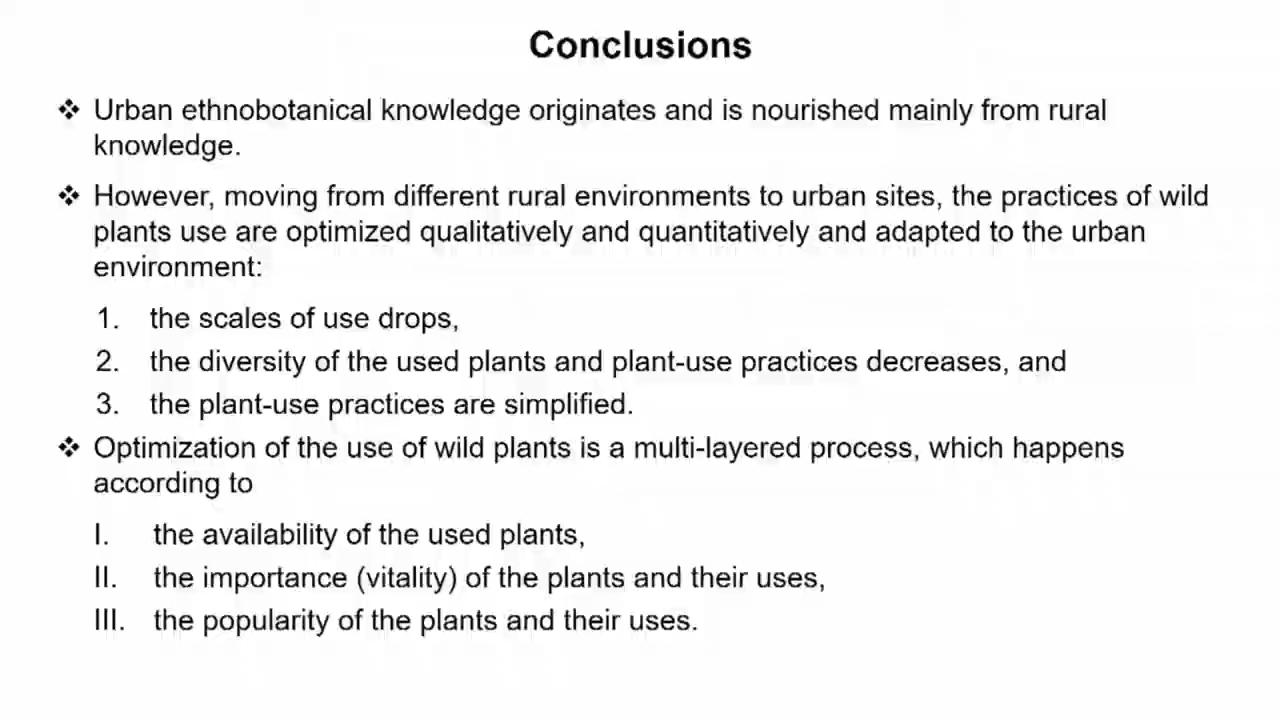 Conclusions
❖ Urban ethnobotanical knowledge originates and is nourished mainly from rural
knowledge.
❖ However, moving from different rural environments to urban sites, the practices of wild
plants use are optimized qualitatively and quantitatively and adapted to the urban
environment:
1. the scales of use drops,
2. the diversity of the used plants and plant-use practices decreases, and
3. the plant-use practices are simplified.
❖ Optimization of the use of wild plants is a multi-layered process, which happens
according to
I. the availability of the used plants,
II. the importance (vitality) of the plants and their uses,
III. the popularity of the plants and their uses.